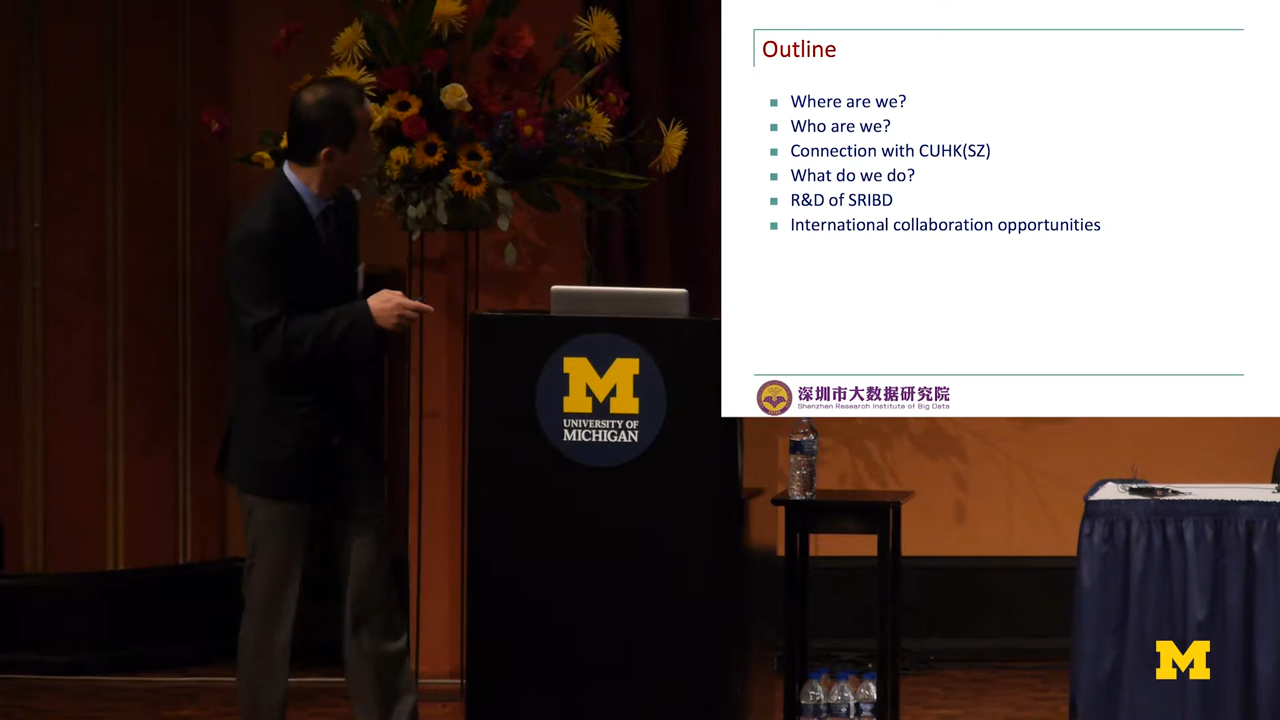 Outline
Where are we?
Who are we?
Connection with CUHK(SZ)
What do we do?
R&D of SRIBD
International collaboration opportunities
深圳市大数据研究院
Shenzhen Research Institute of Big Data
M
UNIVERSITY OF
MICHIGAN
M